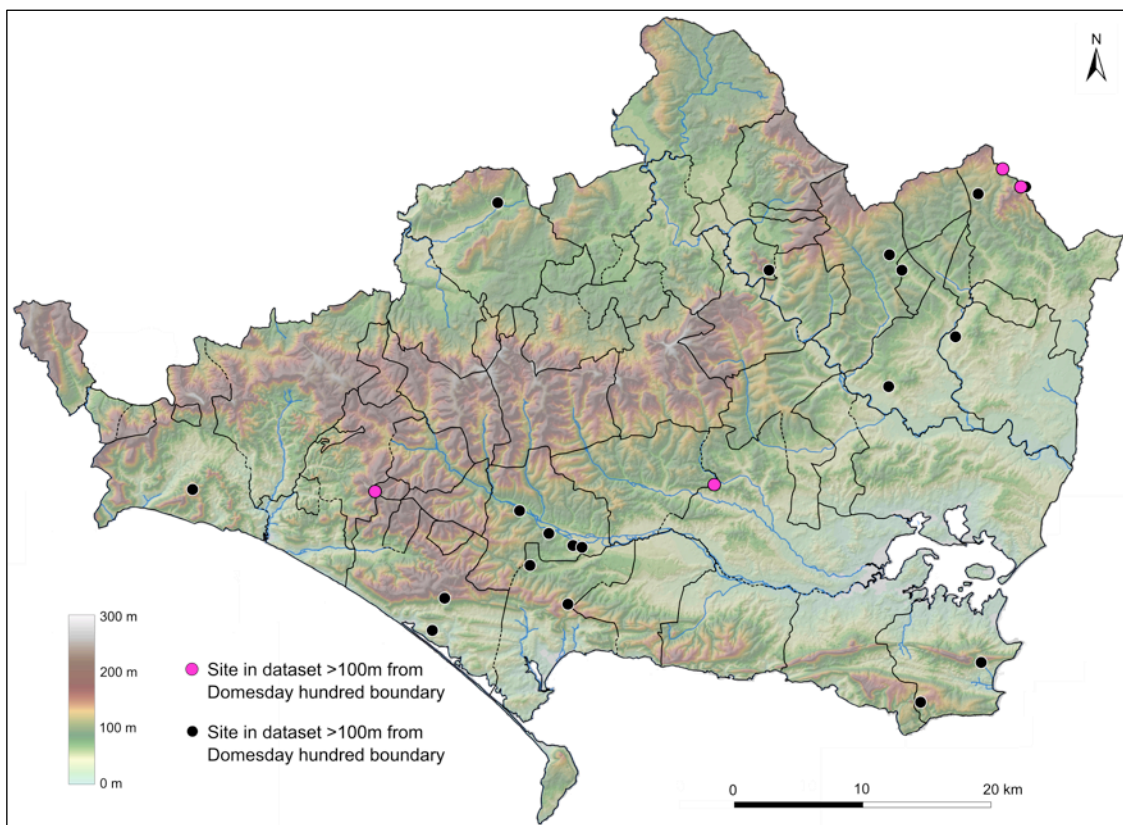 N
300 m
200 m
100 m
0 m
Site in dataset >100m from
Domesday hundred boundary
Site in dataset >100m from
Domesday hundred boundary
0 10 20 km